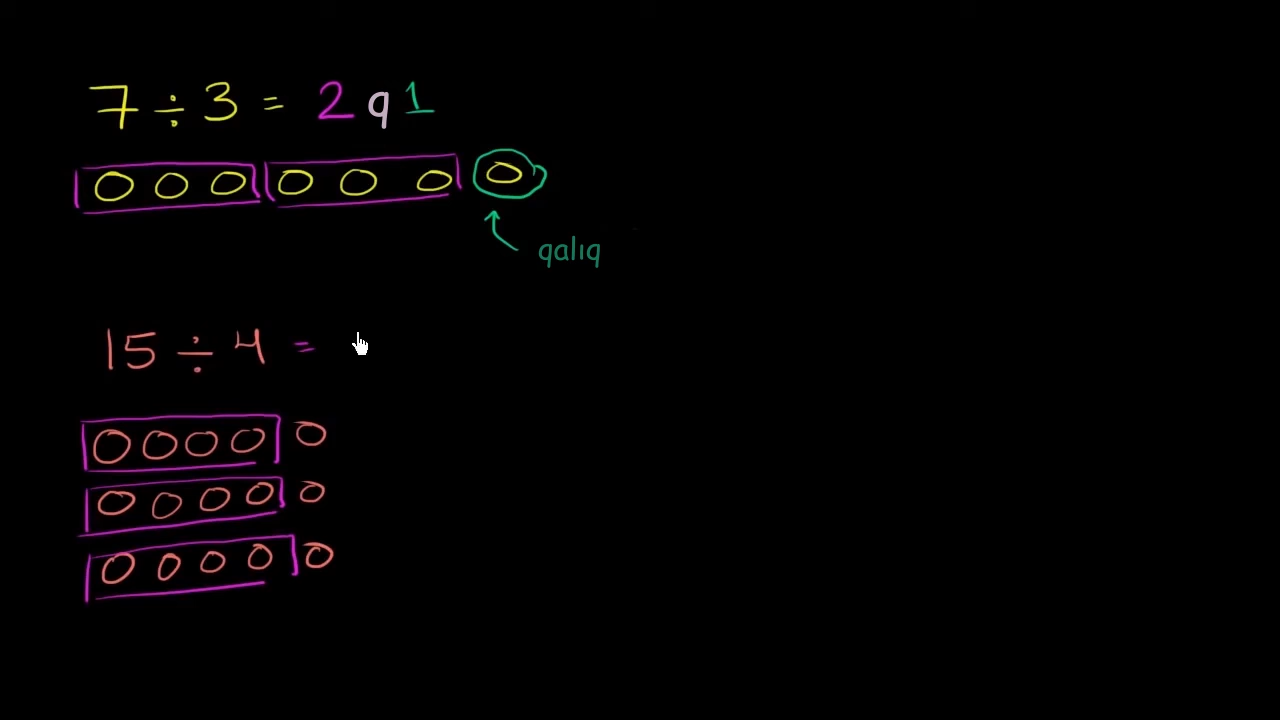 7 ÷ 3 = 2 q 1
qalıq
15 ÷ 4 =